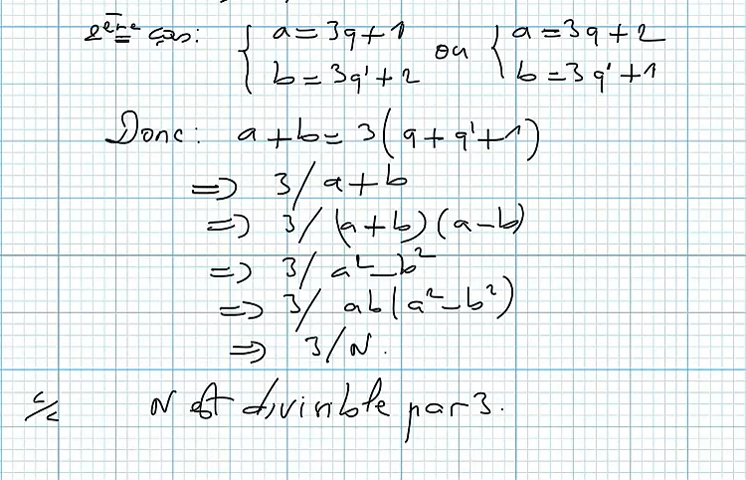 2ème cas: { a = 3q + 1 ou { a = 3q + 2
b = 3q' + 2 b = 3q' + 1
Donc: a + b = 3(q + q' + 1)
=> 3/a+b
=> 3/(a+b)(a-b)
=> 3/a²-b²
=> 3/ab(a²-b²)
=> 3/N.
c/c N est divisible par 3.